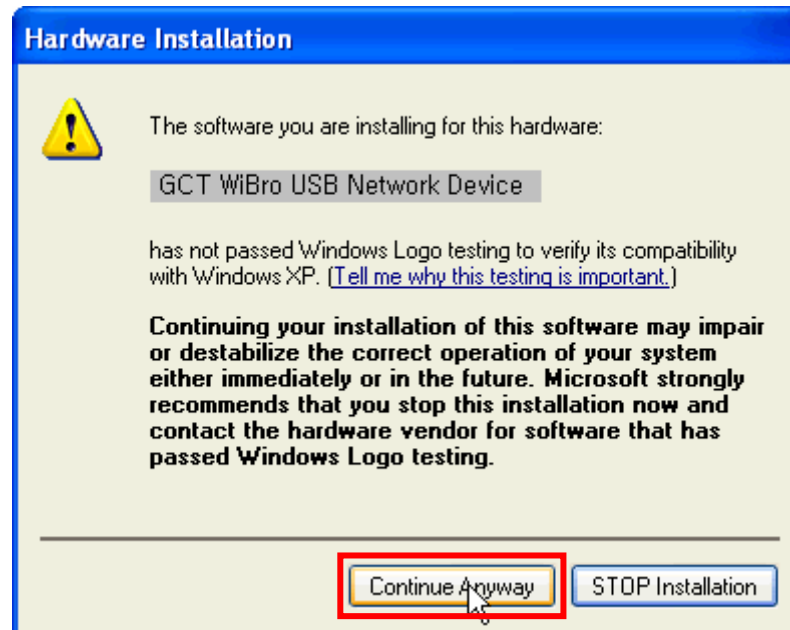 Hardware Installation
The software you are installing for this hardware:
GCT WiBro USB Network Device
has not passed Windows Logo testing to verify its compatibility
with Windows XP. (Tell me why this testing is important.)
Continuing your installation of this software may impair
or destabilize the correct operation of your system
either immediately or in the future. Microsoft strongly
recommends that you stop this installation now and
contact the hardware vendor for software that has
passed Windows Logo testing.
Continue Anyway
STOP Installation